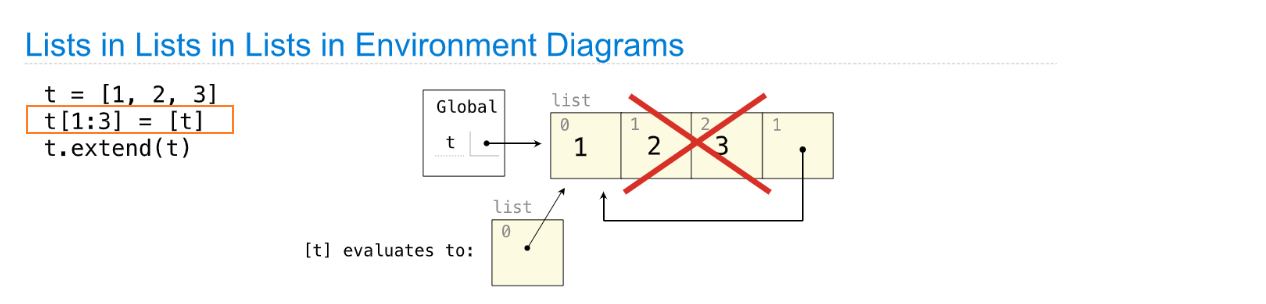 Lists in Lists in Lists in Environment Diagrams
t = [1, 2, 3]
t[1:3] = [t]
t.extend(t)
Global
t
list
0 1 2 1
1 2 3
list
0
[t] evaluates to: